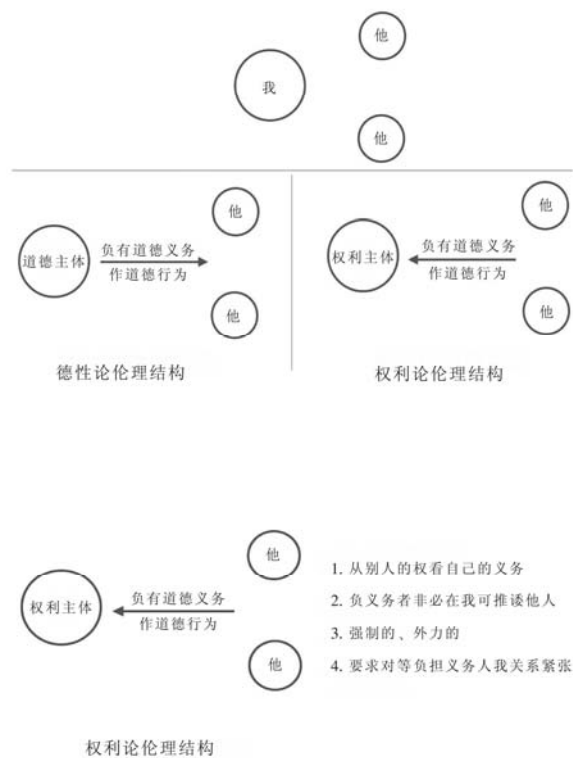 他
我
他
他
道德主体
负有道德义务
作道德行为
他
德性论伦理结构
他
权利主体
负有道德义务
作道德行为
他
权利论伦理结构
他
权利主体
负有道德义务
作道德行为
他
1. 从别人的权看自己的义务
2. 负义务者非必在我可推诿他人
3. 强制的、外力的
4. 要求对等负担义务人我关系紧张
权利论伦理结构